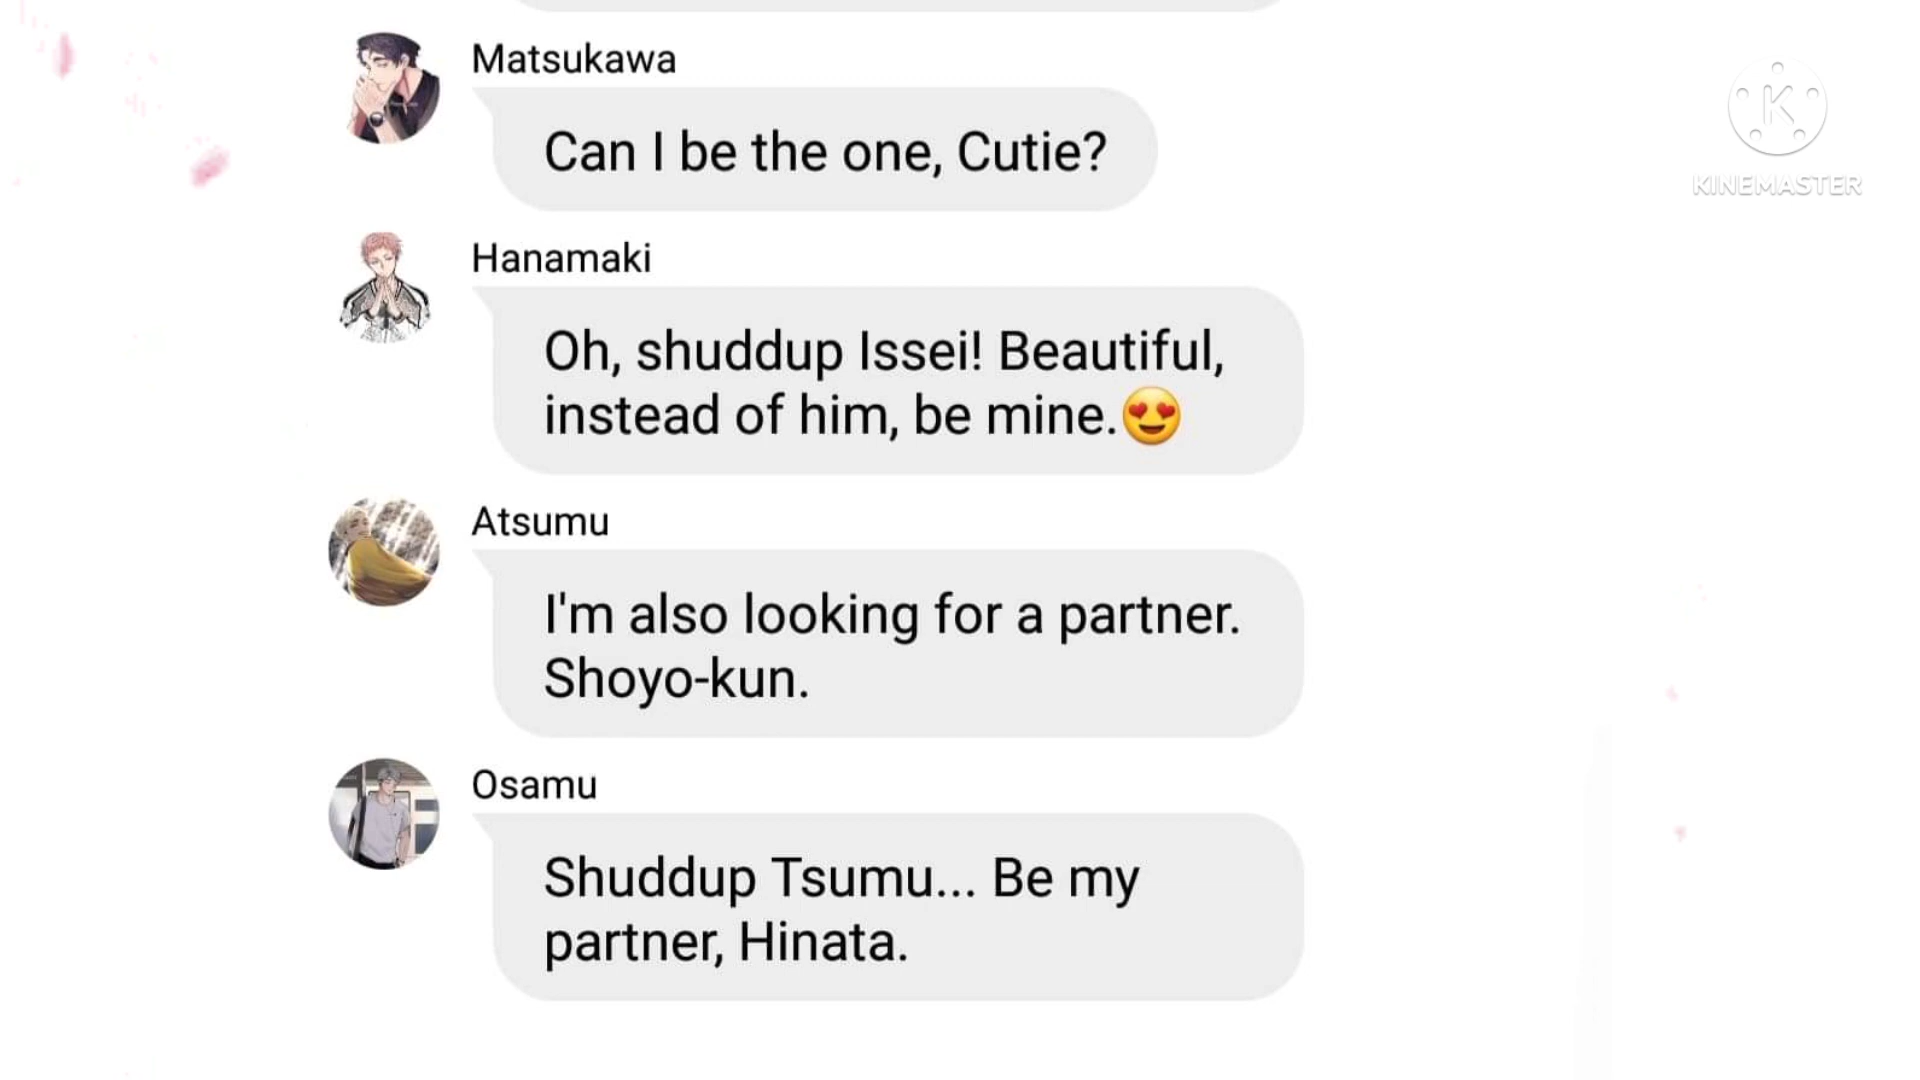 Matsukawa
Can I be the one, Cutie?
Hanamaki
Oh, shuddup Issei! Beautiful,
instead of him, be mine.😍
Atsumu
I'm also looking for a partner.
Shoyo-kun.
Osamu
Shuddup Tsumu... Be my
partner, Hinata.
K
KINEMASTER